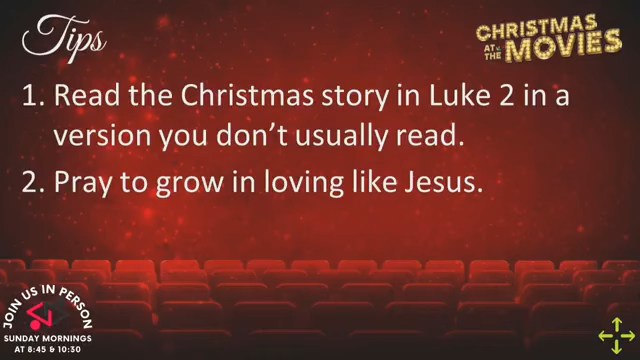 Tips
CHRISTMAS
AT THE MOVIES
1. Read the Christmas story in Luke 2 in a
version you don't usually read.
2. Pray to grow in loving like Jesus.
JOIN US IN PERSON
SUNDAY MORNINGS
AT 8:45 & 10:30